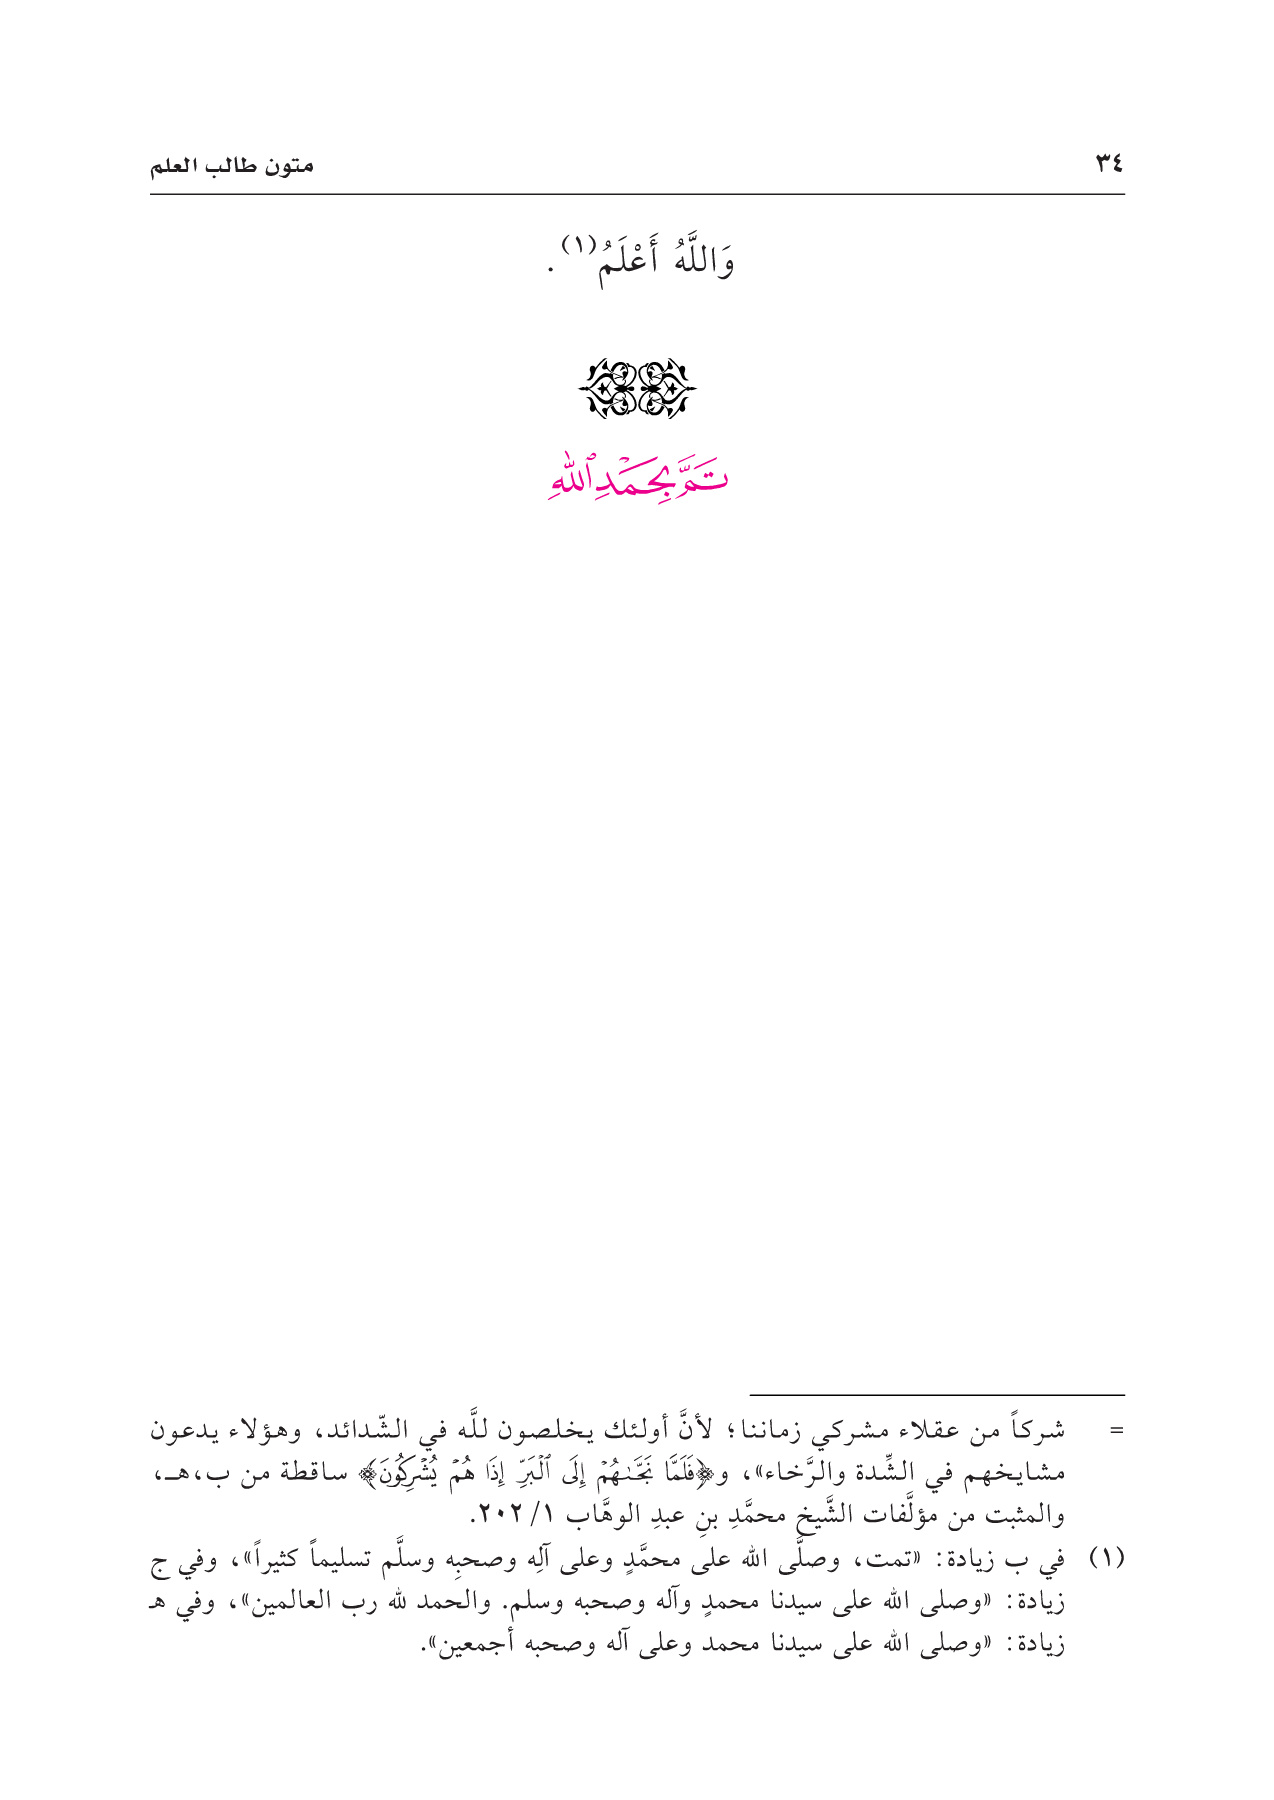 ٣٤ متون طالب العلم
وَاللَّهُ أَعْلَمُ(١).
تَمَّ بِحَمْدِ ٱللَّهِ
= شركاً من عقلاء مشركي زماننا؛ لأنَّ أولئك يخلصون للَّه في الشّدائد، وهؤلاء يدعون
مشايخهم في الشِّدة والرَّخاء»، و﴿فَلَمَّا نَجَّىٰهُمْ إِلَى ٱلْبَرِّ إِذَا هُمْ يُشْرِكُونَ﴾ ساقطة من ب،هـ،
والمثبت من مؤلَّفات الشَّيخ محمَّدِ بنِ عبدِ الوهَّاب ١/ ٢٠٢.
(١) في ب زيادة: «تمت، وصلَّى الله على محمَّدٍ وعلى آلِه وصحبِه وسلَّم تسليماً كثيراً»، وفي ج
زيادة: «وصلى الله على سيدنا محمدٍ وآله وصحبه وسلم. والحمد لله رب العالمين»، وفي هـ
زيادة: «وصلى الله على سيدنا محمد وعلى آله وصحبه أجمعين».